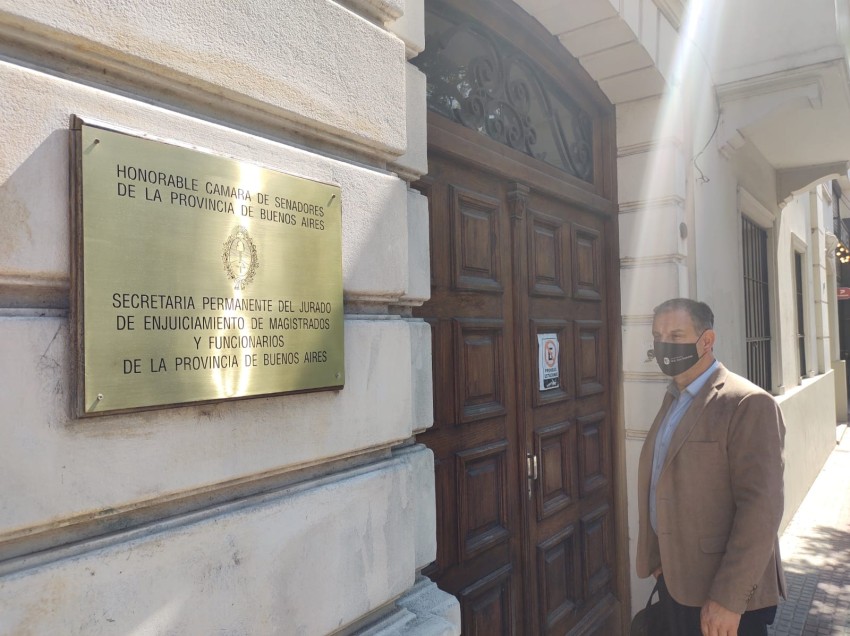 HONORABLE CAMARA DE SENADORES
DE LA PROVINCIA DE BUENOS AIRES
SECRETARIA PERMANENTE DEL JURADO
DE ENJUICIAMIENTO DE MAGISTRADOS
Y FUNCIONARIOS
DE LA PROVINCIA DE BUENOS AIRES